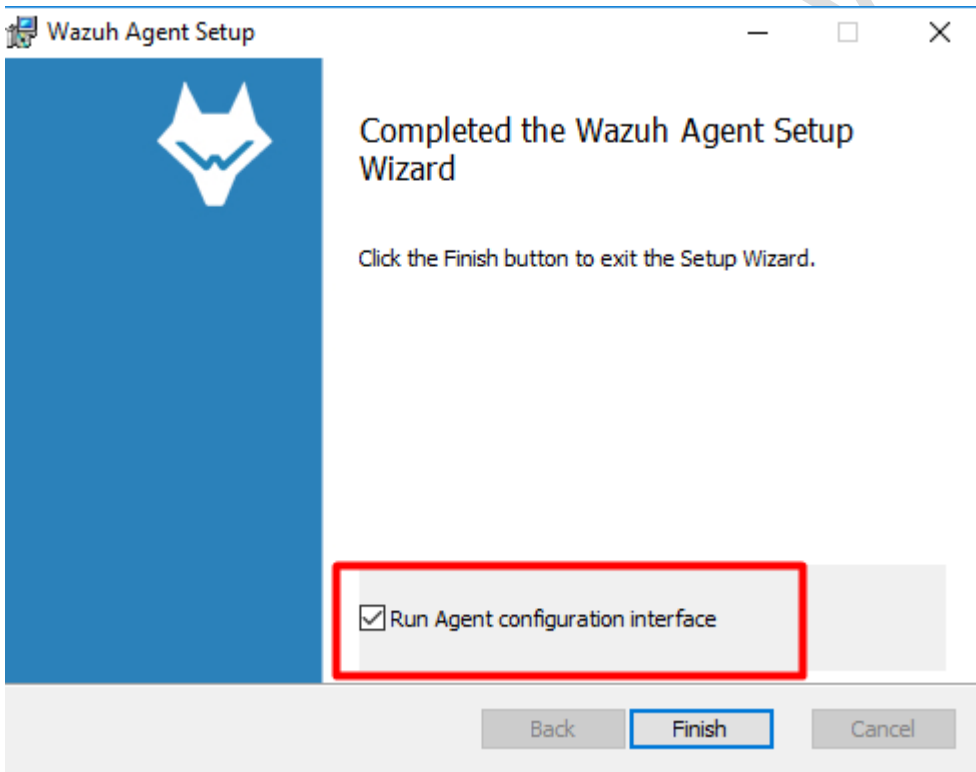 Wazuh Agent Setup
Completed the Wazuh Agent Setup
Wizard
Click the Finish button to exit the Setup Wizard.
Run Agent configuration interface
Back Finish Cancel